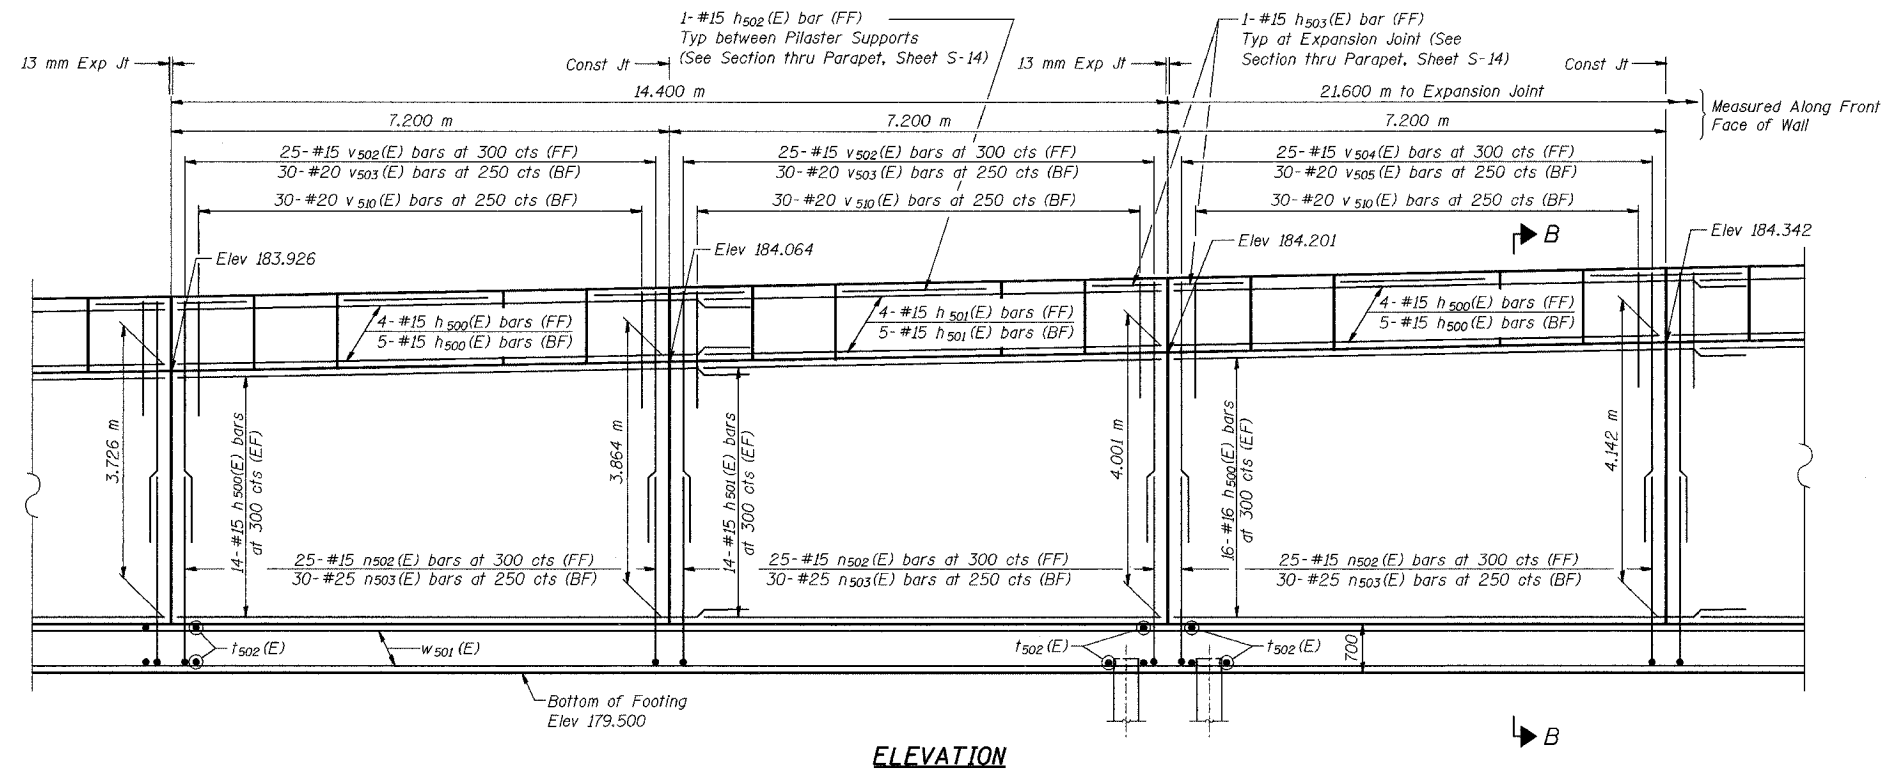 1-#15 h502(E) bar (FF)
Typ between Pilaster Supports
(See Section thru Parapet, Sheet S-14)
1-#15 h503(E) bar (FF)
Typ at Expansion Joint (See
Section thru Parapet, Sheet S-14)
13 mm Exp Jt
Const Jt
13 mm Exp Jt
Const Jt
14.400 m
21.600 m to Expansion Joint
Measured Along Front
Face of Wall
7.200 m
7.200 m
7.200 m
25-#15 v502(E) bars at 300 cts (FF)
30-#20 v503(E) bars at 250 cts (BF)
25-#15 v502(E) bars at 300 cts (FF)
30-#20 v503(E) bars at 250 cts (BF)
25-#15 v504(E) bars at 300 cts (FF)
30-#20 v505(E) bars at 250 cts (BF)
30-#20 v510(E) bars at 250 cts (BF)
30-#20 v510(E) bars at 250 cts (BF)
30-#20 v510(E) bars at 250 cts (BF)
B
Elev 183.926
Elev 184.064
Elev 184.201
Elev 184.342
4-#15 h500(E) bars (FF)
5-#15 h500(E) bars (BF)
4-#15 h501(E) bars (FF)
5-#15 h501(E) bars (BF)
4-#15 h500(E) bars (FF)
5-#15 h500(E) bars (BF)
3.726 m
14-#15 h500(E) bars
at 300 cts (EF)
3.864 m
14-#15 h501(E) bars
at 300 cts (EF)
4.001 m
16-#16 h500(E) bars
at 300 cts (EF)
4.142 m
25-#15 n502(E) bars at 300 cts (FF)
30-#25 n503(E) bars at 250 cts (BF)
25-#15 n502(E) bars at 300 cts (FF)
30-#25 n503(E) bars at 250 cts (BF)
25-#15 n502(E) bars at 300 cts (FF)
30-#25 n503(E) bars at 250 cts (BF)
t502(E)
w501(E)
t502(E)
t502(E)
700
Bottom of Footing
Elev 179.500
B
ELEVATION